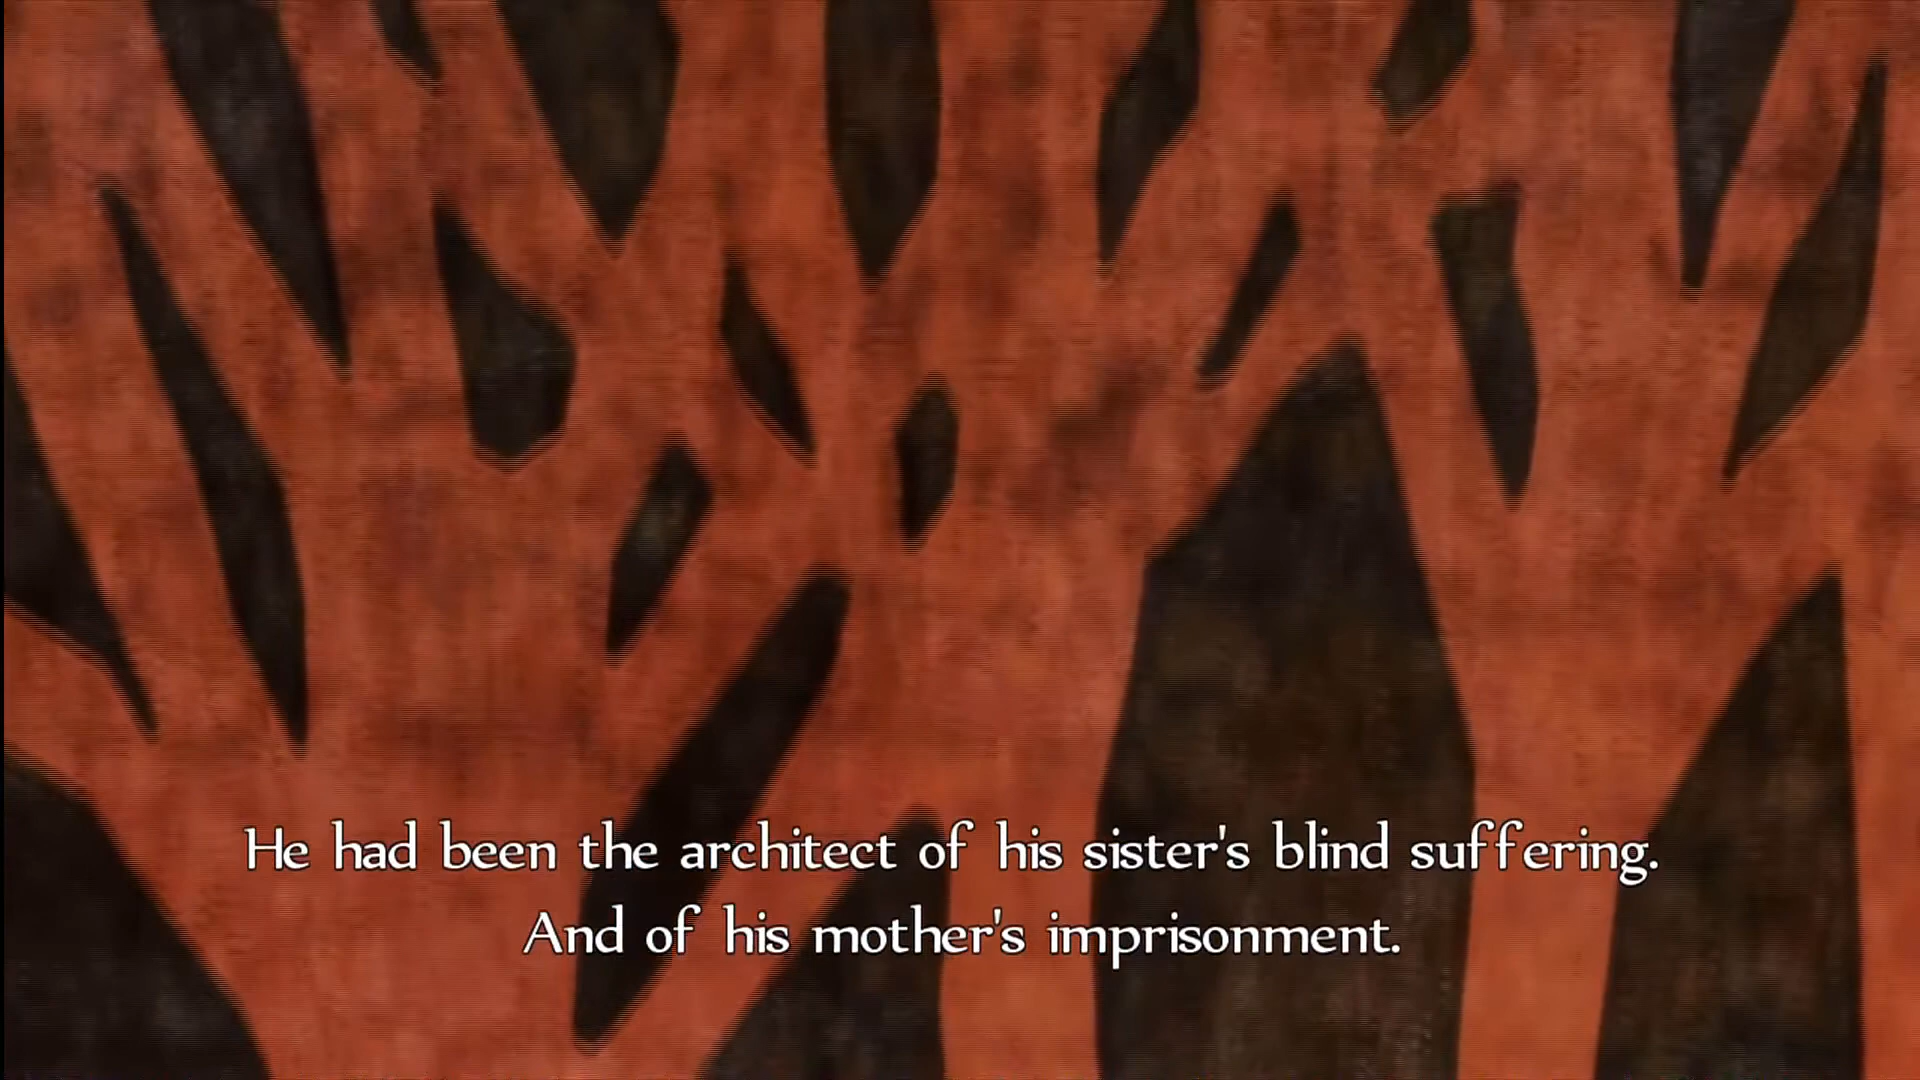 He had been the architect of his sister's blind suffering.
And of his mother's imprisonment.